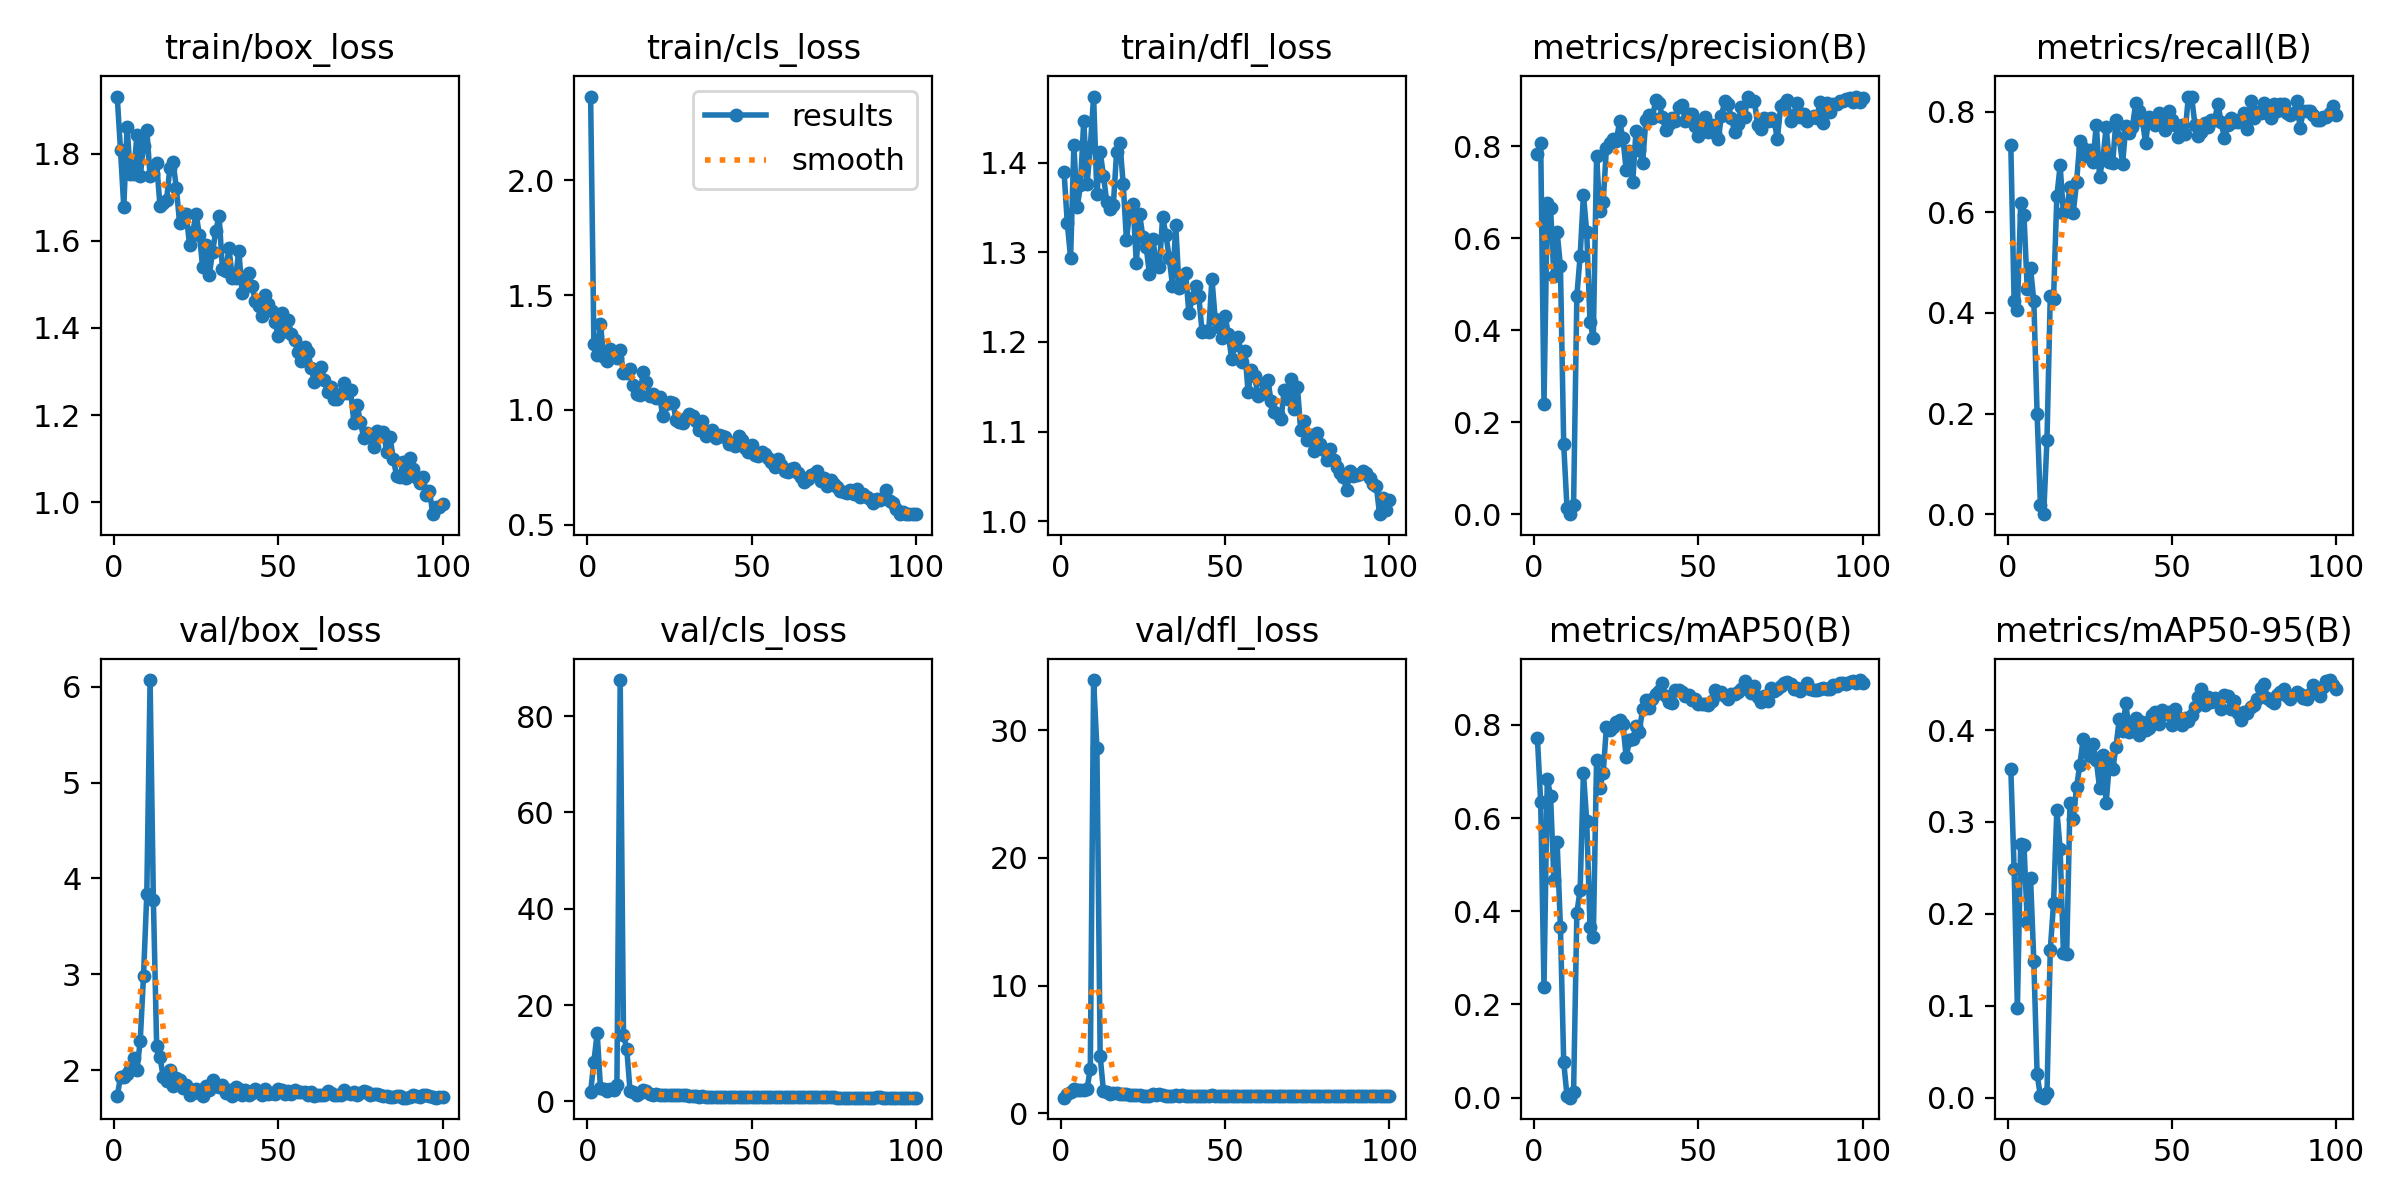 train/box_loss
1.8
1.6
1.4
1.2
1.0
0 50 100
train/cls_loss
results
smooth
2.0
1.5
1.0
0.5
0 50 100
train/dfl_loss
1.4
1.3
1.2
1.1
1.0
0 50 100
metrics/precision(B)
0.8
0.6
0.4
0.2
0.0
0 50 100
metrics/recall(B)
0.8
0.6
0.4
0.2
0.0
0 50 100
val/box_loss
6
5
4
3
2
0 50 100
val/cls_loss
80
60
40
20
0
0 50 100
val/dfl_loss
30
20
10
0
0 50 100
metrics/mAP50(B)
0.8
0.6
0.4
0.2
0.0
0 50 100
metrics/mAP50-95(B)
0.4
0.3
0.2
0.1
0.0
0 50 100